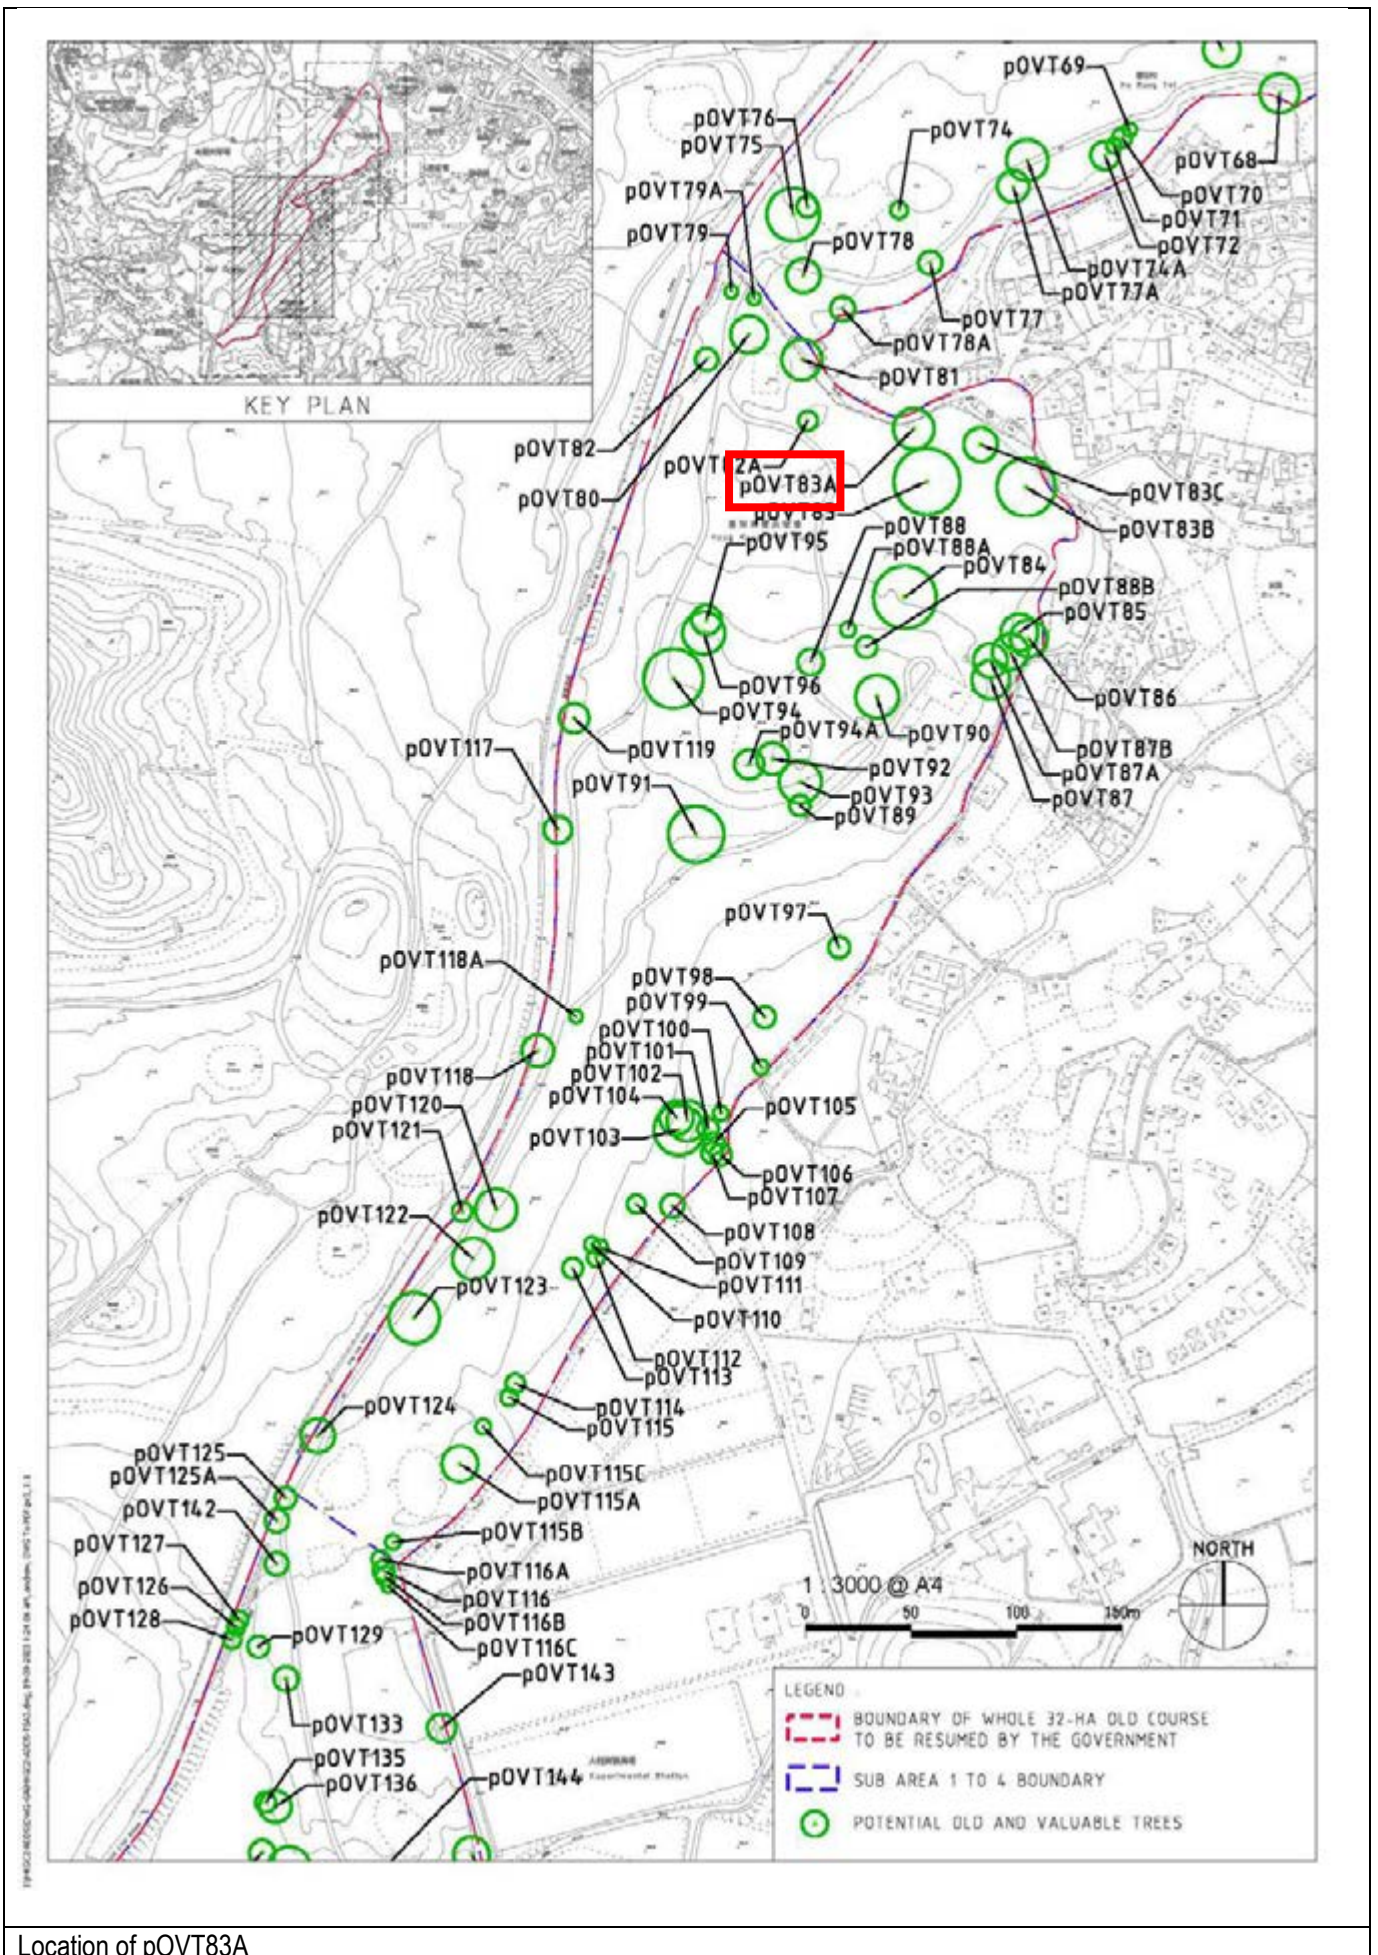 pOVT69
pOVT76
pOVT75
pOVT74
pOVT68
pOVT79A
pOVT70
pOVT71
pOVT79
pOVT78
pOVT72
pOVT74A
pOVT77A
pOVT77
pOVT78A
pOVT81
KEY PLAN
pOVT82
pOVT82A
pOVT83A
pOVT80
pOVT83C
pOVT83
pOVT83B
pOVT88
pOVT95
pOVT88A
pOVT84
pOVT88B
pOVT85
pOVT96
pOVT86
pOVT94
pOVT94A
pOVT90
pOVT117
pOVT119
pOVT87B
pOVT92
pOVT87A
pOVT91
pOVT93
pOVT87
pOVT89
pOVT97
pOVT118A
pOVT98
pOVT99
pOVT100
pOVT101
pOVT102
pOVT118
pOVT104
pOVT120
pOVT105
pOVT121
pOVT103
pOVT106
pOVT107
pOVT122
pOVT108
pOVT109
pOVT123
pOVT111
pOVT110
pOVT112
pOVT113
pOVT124
pOVT114
pOVT115
pOVT125
pOVT125A
pOVT115C
pOVT115A
pOVT142
pOVT115B
pOVT127
NORTH
pOVT116A
pOVT126
1 : 3000 @ A4
pOVT116
0 50 100 150m
pOVT128
pOVT116B
pOVT129
pOVT116C
pOVT143
LEGEND
pOVT133
BOUNDARY OF WHOLE 32-HA OLD COURSE
TO BE RESUMED BY THE GOVERNMENT
pOVT135
pOVT144
SUB AREA 1 TO 4 BOUNDARY
pOVT136
POTENTIAL OLD AND VALUABLE TREES
Location of pOVT83A